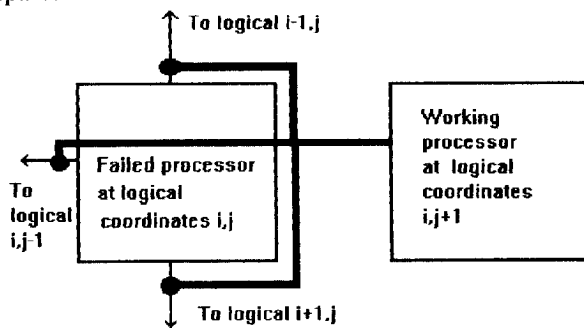 To logical i-1,j
Working
processor
at logical
coordinates
i,j+1
Failed processor
at logical
coordinates i,j
To
logical
i,j-1
To logical i+1,j